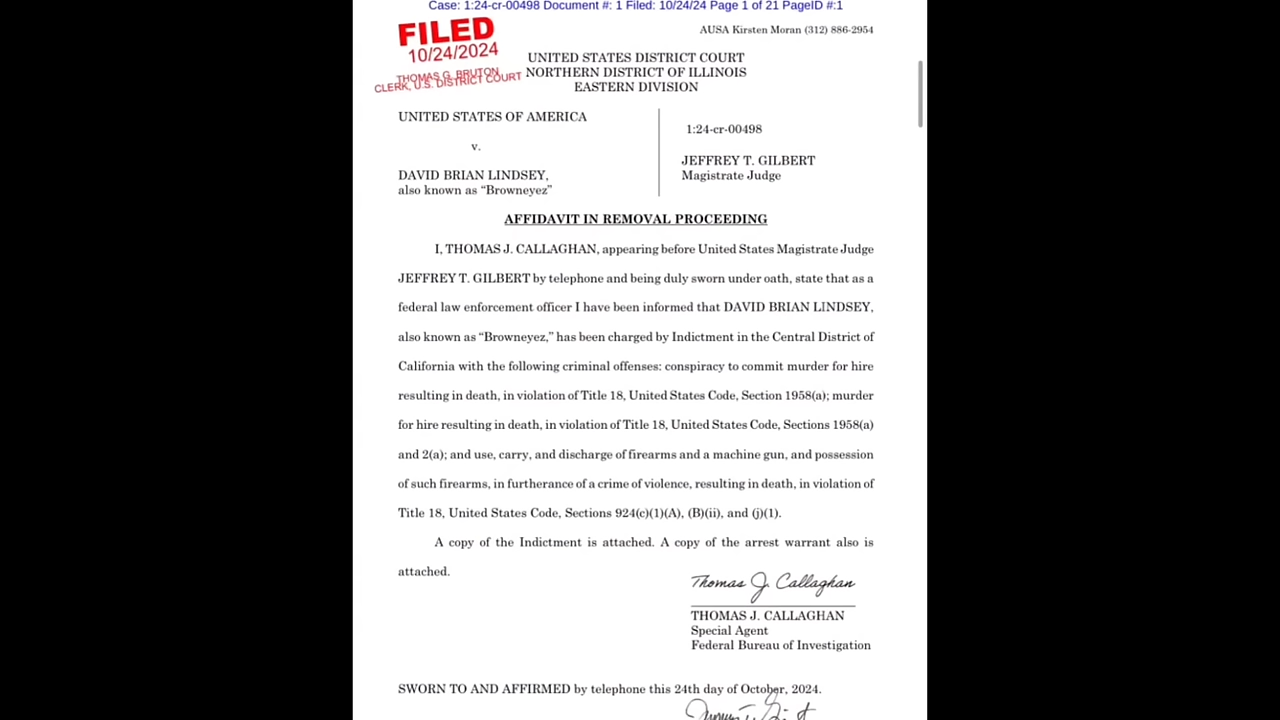 Case: 1:24-cr-00498 Document #: 1 Filed: 10/24/24 Page 1 of 21 PageID #:1
FILED
10/24/2024
THOMAS G. BRUTON
CLERK, U.S. DISTRICT COURT
AUSA Kirsten Moran (312) 886-2954
UNITED STATES DISTRICT COURT
NORTHERN DISTRICT OF ILLINOIS
EASTERN DIVISION
UNITED STATES OF AMERICA
v.
DAVID BRIAN LINDSEY,
also known as “Browneyez”
1:24-cr-00498
JEFFREY T. GILBERT
Magistrate Judge
AFFIDAVIT IN REMOVAL PROCEEDING
I, THOMAS J. CALLAGHAN, appearing before United States Magistrate Judge
JEFFREY T. GILBERT by telephone and being duly sworn under oath, state that as a
federal law enforcement officer I have been informed that DAVID BRIAN LINDSEY,
also known as “Browneyez,” has been charged by Indictment in the Central District of
California with the following criminal offenses: conspiracy to commit murder for hire
resulting in death, in violation of Title 18, United States Code, Section 1958(a); murder
for hire resulting in death, in violation of Title 18, United States Code, Sections 1958(a)
and 2(a); and use, carry, and discharge of firearms and a machine gun, and possession
of such firearms, in furtherance of a crime of violence, resulting in death, in violation of
Title 18, United States Code, Sections 924(c)(1)(A), (B)(ii), and (j)(1).
A copy of the Indictment is attached. A copy of the arrest warrant also is
attached.
Thomas J. Callaghan
THOMAS J. CALLAGHAN
Special Agent
Federal Bureau of Investigation
SWORN TO AND AFFIRMED by telephone this 24th day of October, 2024.